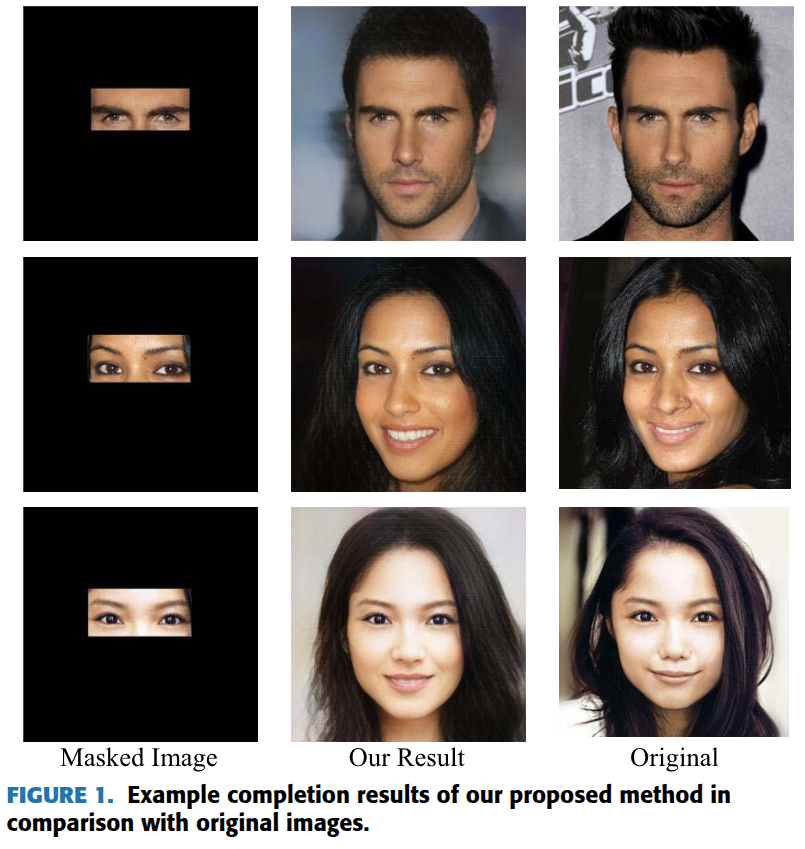 ico
Masked Image
Our Result
Original
FIGURE 1. Example completion results of our proposed method in
comparison with original images.